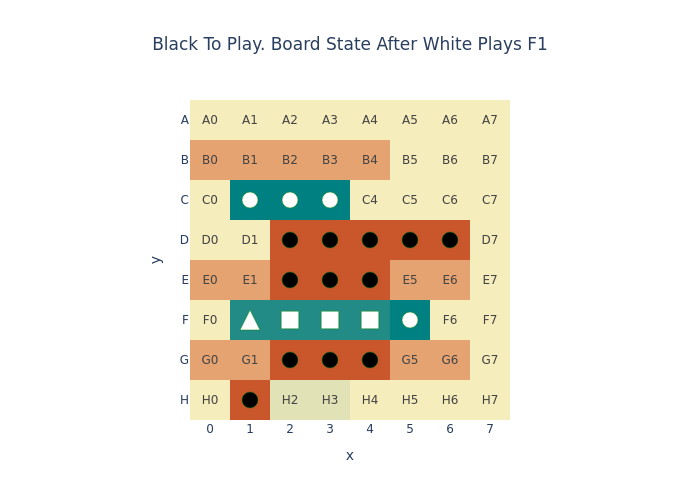 Black To Play. Board State After White Plays F1
A A0 A1 A2 A3 A4 A5 A6 A7
B B0 B1 B2 B3 B4 B5 B6 B7
C C0 C4 C5 C6 C7
D D0 D1 D7
E E0 E1 E5 E6 E7
F F0 F6 F7
G G0 G1 G5 G6 G7
H H0 H2 H3 H4 H5 H6 H7
0 1 2 3 4 5 6 7
x
y